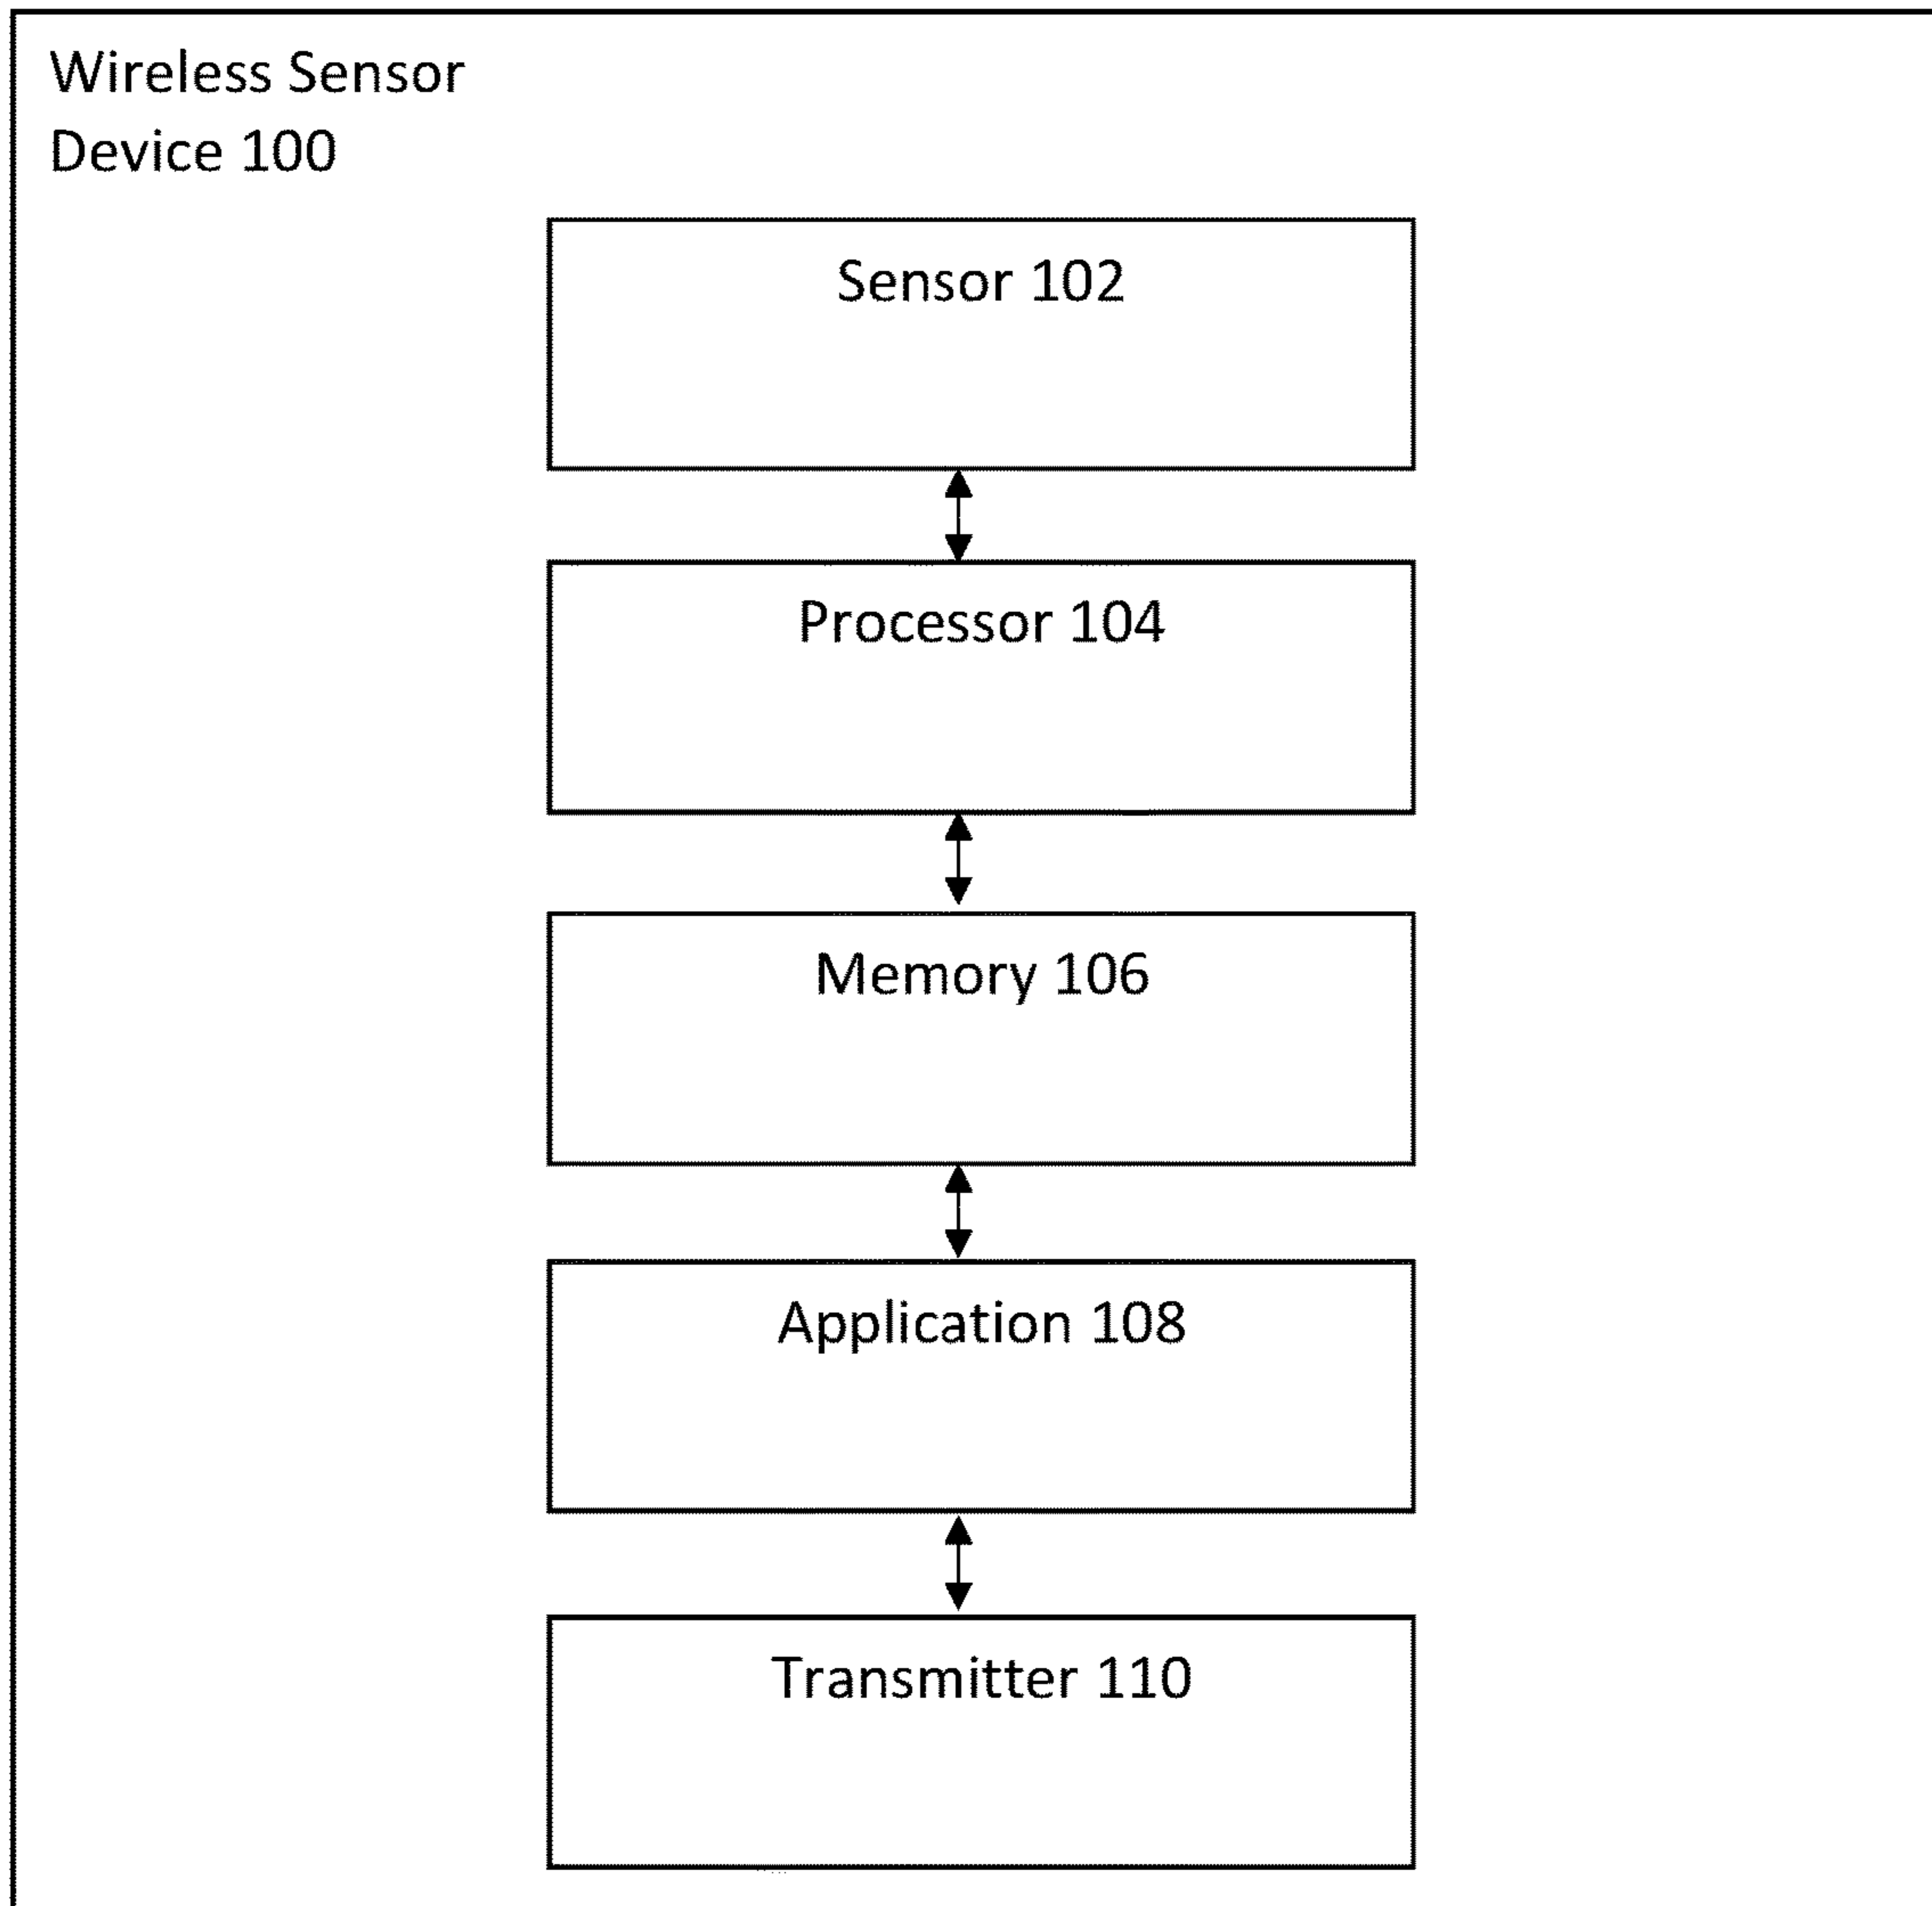 Wireless Sensor
Device 100
Sensor 102
Processor 104
Memory 106
Application 108
Transmitter 110